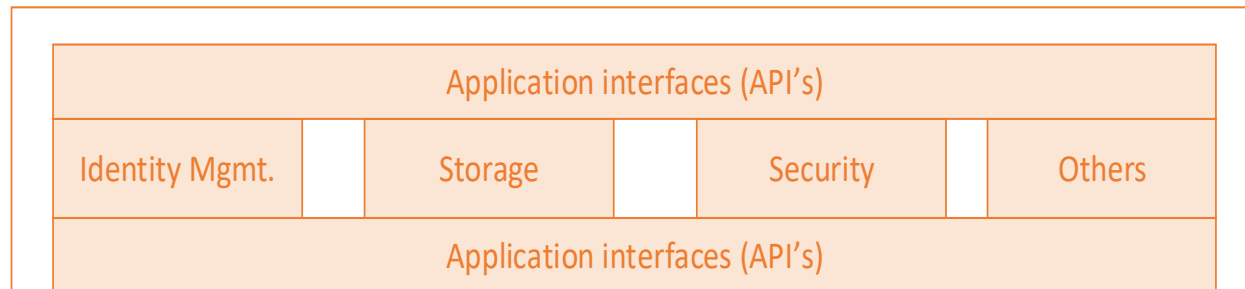 Application interfaces (API’s)
Identity Mgmt. Storage Security Others
Application interfaces (API’s)